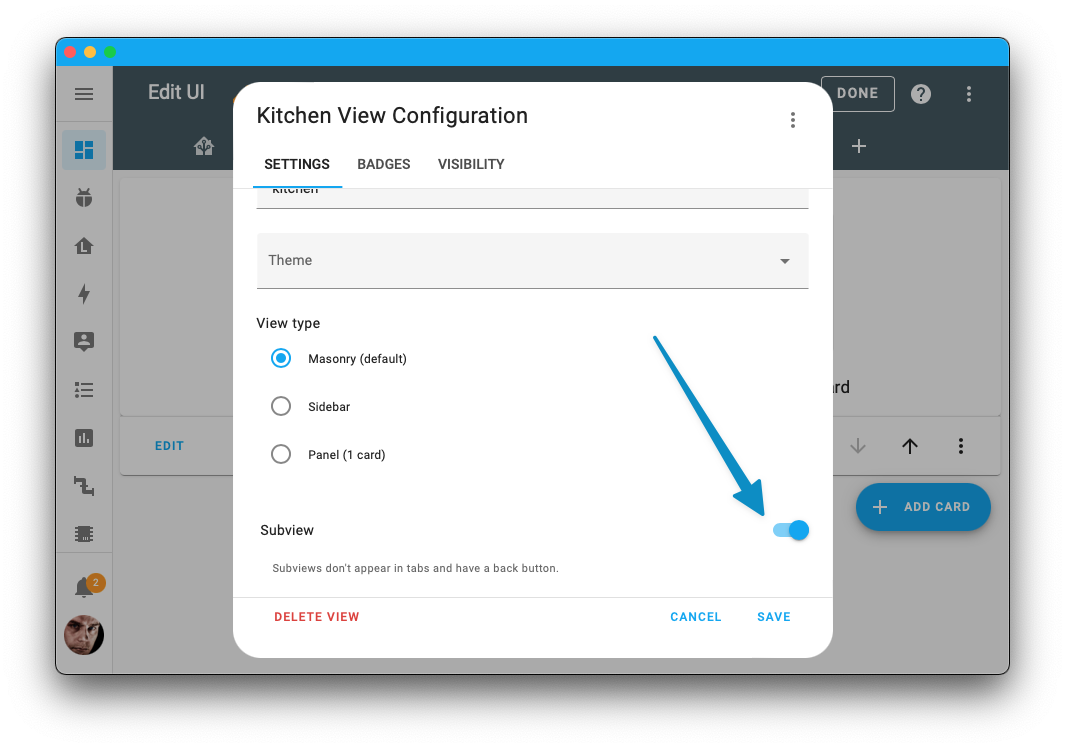 Edit UI
DONE
Kitchen View Configuration
SETTINGS BADGES VISIBILITY
kitchen
Theme
View type
Masonry (default)
Sidebar
Panel (1 card)
rd
EDIT
ADD CARD
Subview
Subviews don't appear in tabs and have a back button.
2
DELETE VIEW
CANCEL SAVE